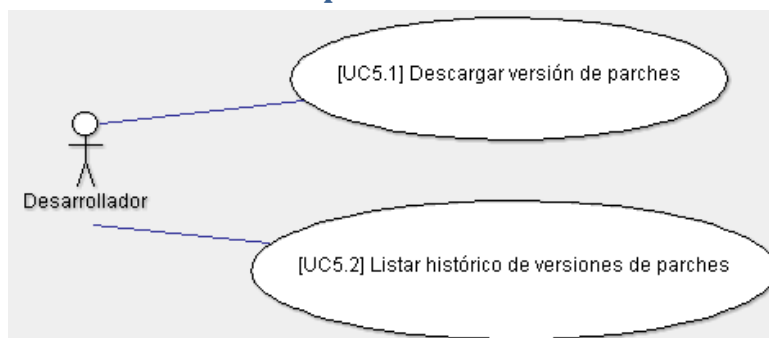 [UC5.1] Descargar versión de parches
Desarrollador
[UC5.2] Listar histórico de versiones de parches